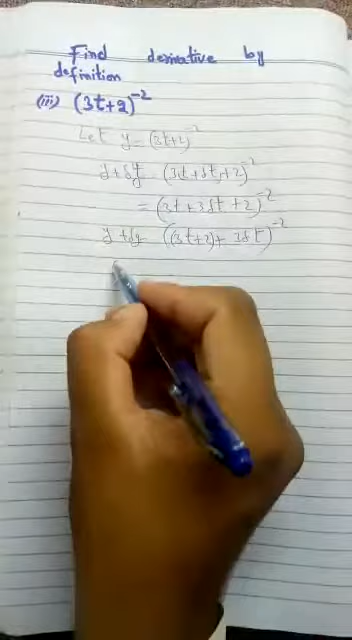 Find derivative by
definition
(iii) (3t+2)⁻²
Let y = (3t+2)⁻²
y+δy = (3(t+δt)+2)⁻²
= (3t+3δt+2)⁻²
y+δy = ((3t+2)+3δt)⁻²